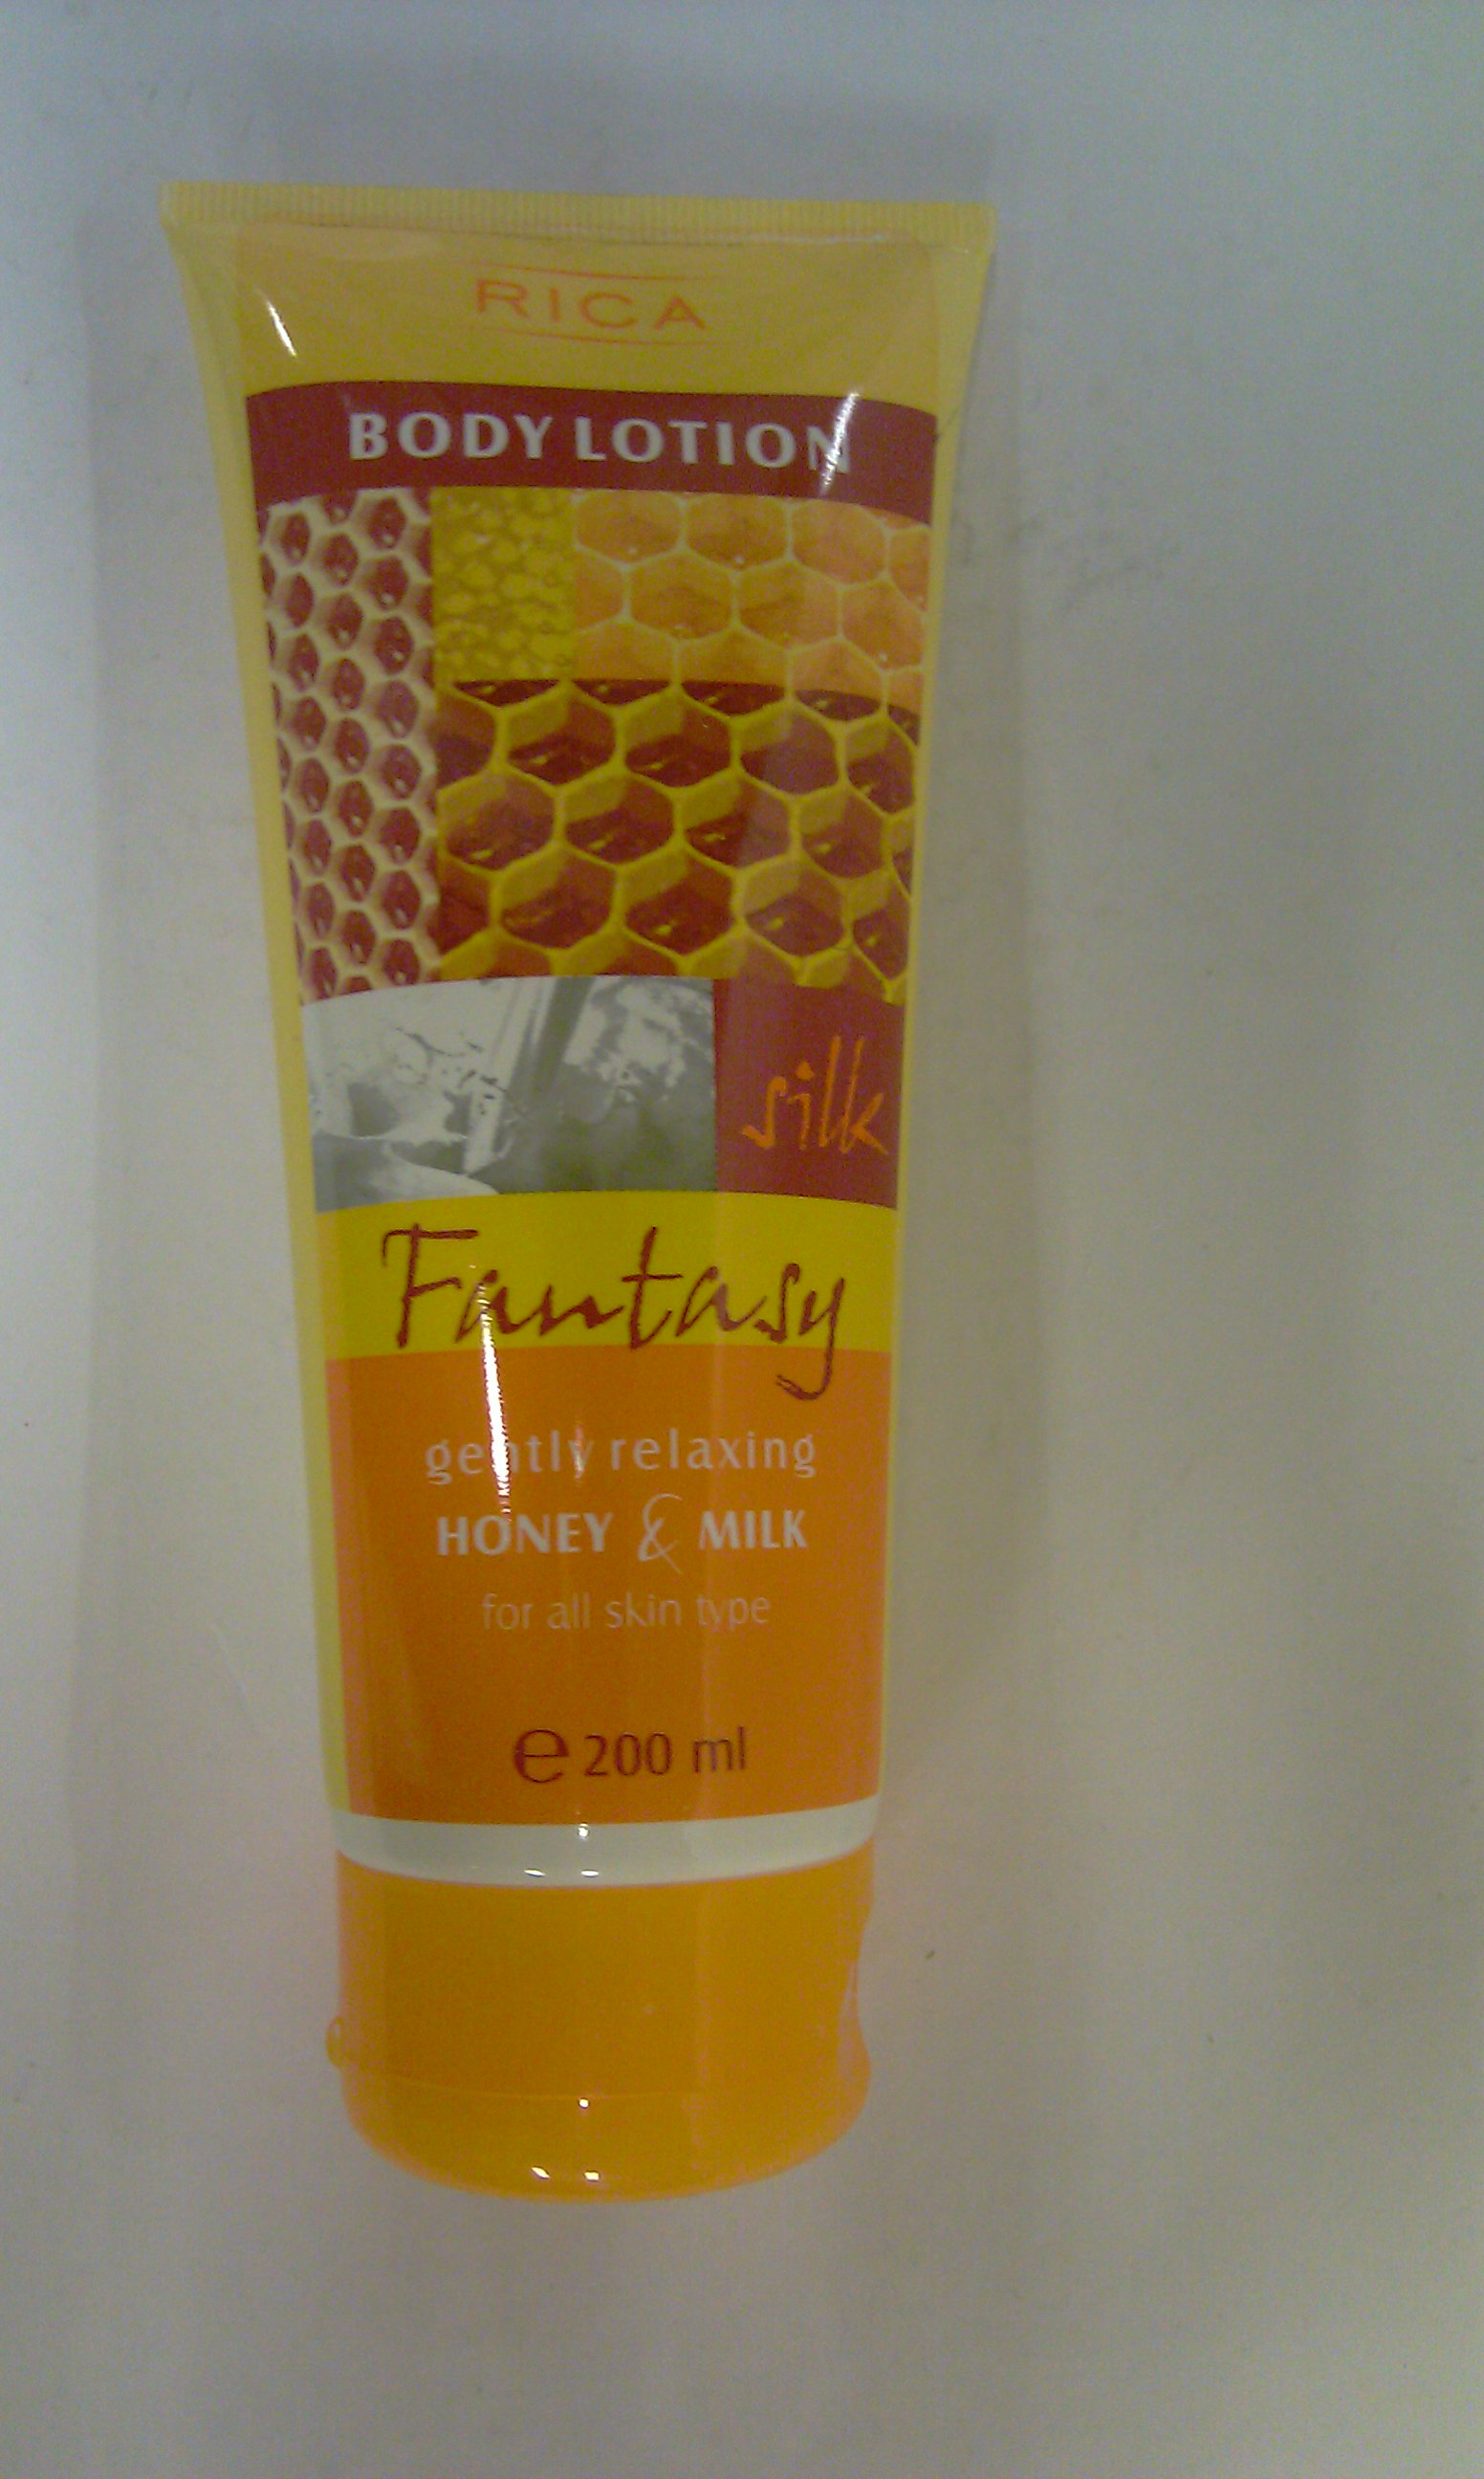 RICA
BODY LOTION
silk
Fantasy
gently relaxing
HONEY & MILK
for all skin type
℮ 200 ml